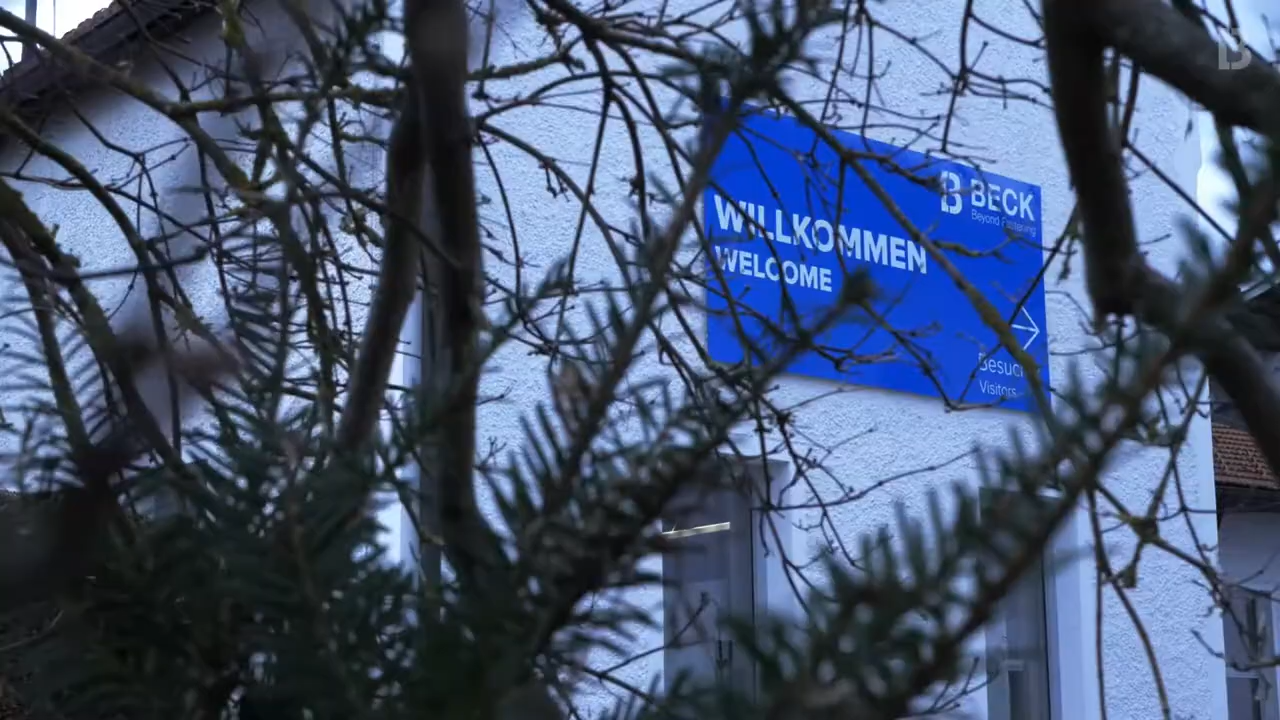 B BECK
Beyond Fastening
WILLKOMMEN
WELCOME
Visitors
B